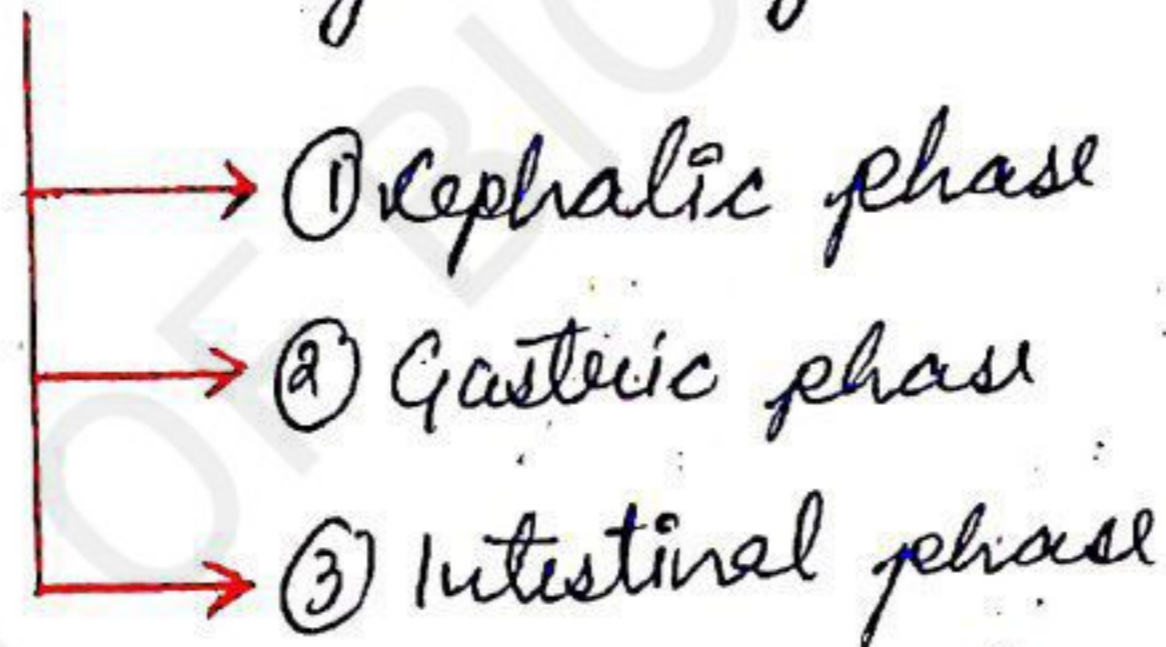 ① Cephalic phase
② Gastric phase
③ Intestinal phase